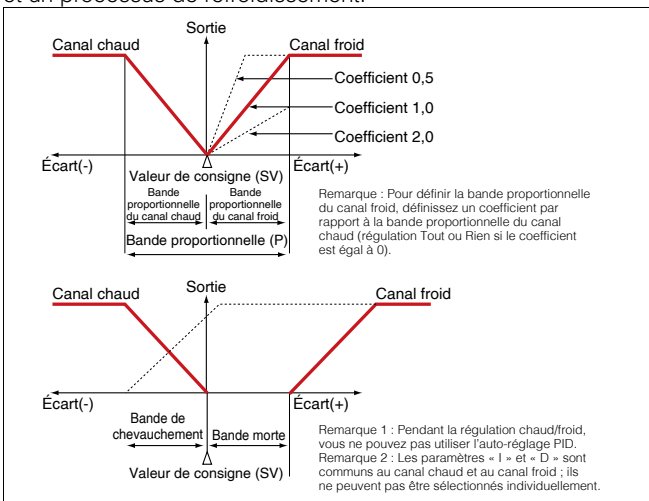 et un processus de refroidissement.
Sortie
Canal chaud
Canal froid
Coefficient 0,5
Coefficient 1,0
Coefficient 2,0
Écart(-)
Écart(+)
Valeur de consigne (SV)
Bande proportionnelle du canal chaud
Bande proportionnelle du canal froid
Bande proportionnelle (P)
Remarque : Pour définir la bande proportionnelle
du canal froid, définissez un coefficient par
rapport à la bande proportionnelle du canal
chaud (régulation Tout ou Rien si le coefficient
est égal à 0).
Canal chaud
Sortie
Canal froid
Écart(-)
Écart(+)
Bande de
chevauchement
Bande morte
Valeur de consigne (SV)
Remarque 1 : Pendant la régulation chaud/froid,
vous ne pouvez pas utiliser l'auto-réglage PID.
Remarque 2 : Les paramètres « I » et « D » sont
communs au canal chaud et au canal froid ; ils
ne peuvent pas être sélectionnés individuellement.